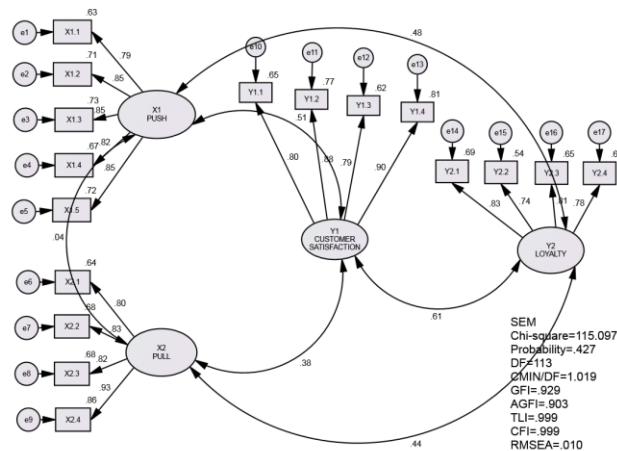 e1
X1.1
.63
.79
e2
X1.2
.71
.85
e3
X1.3
.73
.85
e4
X1.4
.67
.82
e5
X1.5
.72
.85
X1
PUSH
.04
e6
X2.1
.64
.80
e7
X2.2
.68
.83
e8
X2.3
.68
.82
e9
X2.4
.86
.93
X2
PULL
e10
Y1.1
.65
.80
e11
Y1.2
.77
.51
e12
Y1.3
.62
.79
e13
Y1.4
.81
.90
Y1
CUSTOMER
SATISFACTION
.48
.38
.61
.44
e14
Y2.1
.69
.83
e15
Y2.2
.54
.74
e16
Y2.3
.65
.81
e17
Y2.4
.78
Y2
LOYALTY
SEM
Chi-square=115.097
Probability=.427
DF=113
CMIN/DF=1.019
GFI=.929
AGFI=.903
TLI=.999
CFI=.999
RMSEA=.010